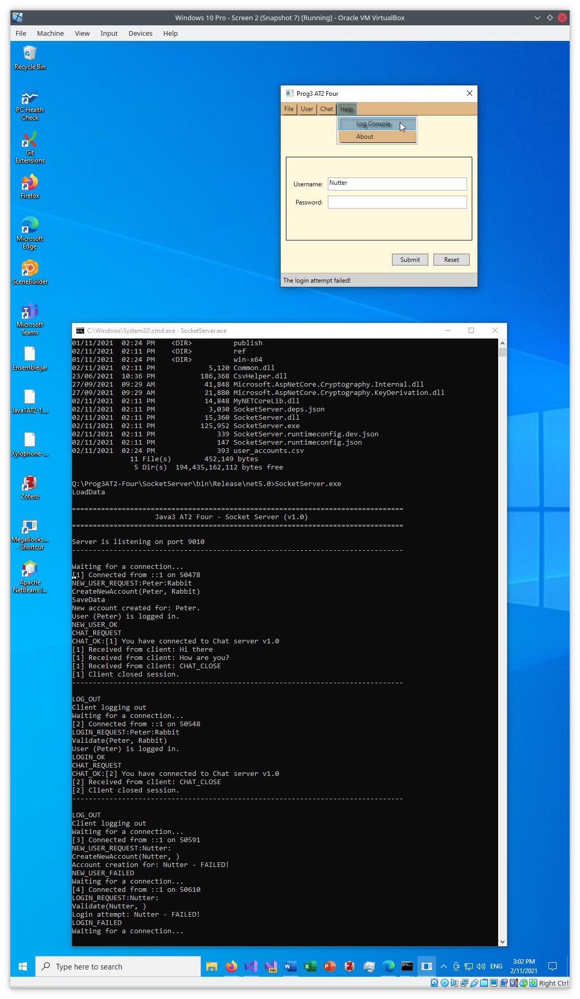 Windows 10 Pro - Screen 2 (Snapshot 7) [Running] - Oracle VM VirtualBox
File Machine View Input Devices Help
Recycle Bin
PC Health
Check
Git
Extensions
Firefox
Microsoft
Edge
SceneBuilder
Microsoft
Teams
Ensemble.jar
Java1AT2-1....
Xylophone-...
Zotero
MegaBooks...
- Shortcut
Apache
NetBeans I...
Prog3 AT2 Four
File User Chat Help
Log Console
About
Username: Nutter
Password:
Submit Reset
The login attempt failed!
C:\Windows\System32\cmd.exe - SocketServer.exe
01/11/2021  02:24 PM    <DIR>          publish
02/11/2021  02:11 PM    <DIR>          ref
01/11/2021  02:24 PM    <DIR>          win-x64
02/11/2021  02:11 PM             5,120 Common.dll
23/06/2021  10:36 PM           186,368 CsvHelper.dll
27/09/2021  09:29 AM            41,848 Microsoft.AspNetCore.Cryptography.Internal.dll
27/09/2021  09:29 AM            21,880 Microsoft.AspNetCore.Cryptography.KeyDerivation.dll
02/11/2021  02:11 PM            14,848 MyNETCoreLib.dll
02/11/2021  02:11 PM             3,030 SocketServer.deps.json
02/11/2021  02:11 PM            15,360 SocketServer.dll
02/11/2021  02:11 PM           125,952 SocketServer.exe
02/11/2021  02:11 PM               339 SocketServer.runtimeconfig.dev.json
02/11/2021  02:11 PM               147 SocketServer.runtimeconfig.json
02/11/2021  02:24 PM               393 user_accounts.csv
11 File(s)        452,149 bytes
5 Dir(s)  194,435,162,112 bytes free
Q:\Prog3AT2-Four\SocketServer\bin\Release\net5.0>SocketServer.exe
LoadData
================================================================================
Java3 AT2 Four - Socket Server (v1.0)
================================================================================
Server is listening on port 9010
--------------------------------------------------------------------------------
Waiting for a connection...
[1] Connected from ::1 on 50478
NEW_USER_REQUEST:Peter:Rabbit
CreateNewAccount(Peter, Rabbit)
SaveData
New account created for: Peter.
User (Peter) is logged in.
NEW_USER_OK
CHAT_REQUEST
CHAT_OK:[1] You have connected to Chat server v1.0
[1] Received from client: Hi there
[1] Received from client: How are you?
[1] Received from client: CHAT_CLOSE
[1] Client closed session.
--------------------------------------------------------------------------------
LOG_OUT
Client logging out
Waiting for a connection...
[2] Connected from ::1 on 50548
LOGIN_REQUEST:Peter:Rabbit
Validate(Peter, Rabbit)
User (Peter) is logged in.
LOGIN_OK
CHAT_REQUEST
CHAT_OK:[2] You have connected to Chat server v1.0
[2] Received from client: CHAT_CLOSE
[2] Client closed session.
--------------------------------------------------------------------------------
LOG_OUT
Client logging out
Waiting for a connection...
[3] Connected from ::1 on 50591
NEW_USER_REQUEST:Nutter:
CreateNewAccount(Nutter, )
Account creation for: Nutter - FAILED!
NEW_USER_FAILED
Waiting for a connection...
[4] Connected from ::1 on 50610
LOGIN_REQUEST:Nutter:
Validate(Nutter, )
Login attempt: Nutter - FAILED!
LOGIN_FAILED
Waiting for a connection...
Type here to search
ENG
3:02 PM
2/11/2021
Right Ctrl